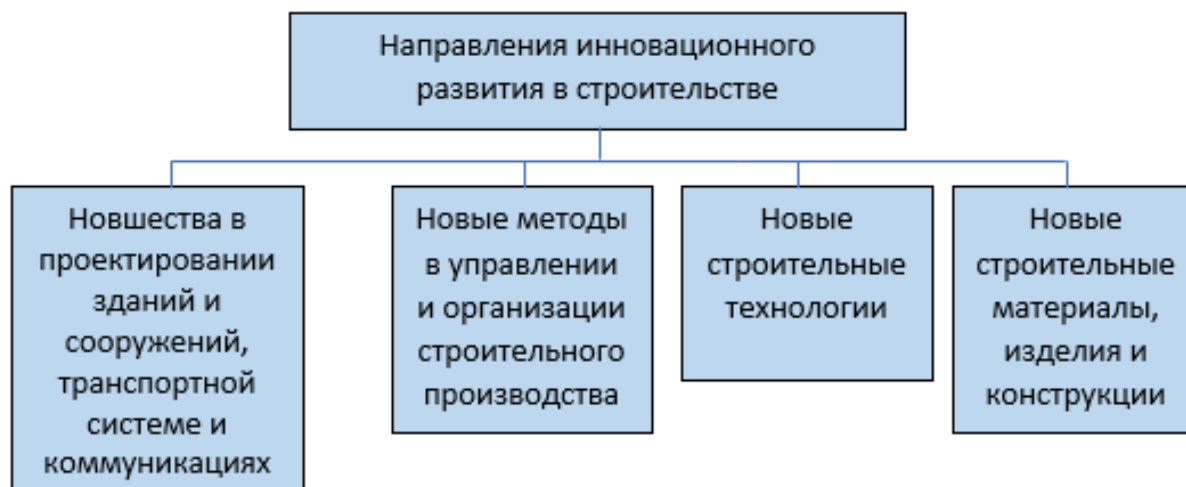 Направления инновационного
развития в строительстве
Новшества в
проектировании
зданий и
сооружений,
транспортной
системе и
коммуникациях
Новые методы
в управлении
и организации
строительного
производства
Новые
строительные
технологии
Новые
строительные
материалы,
изделия и
конструкции